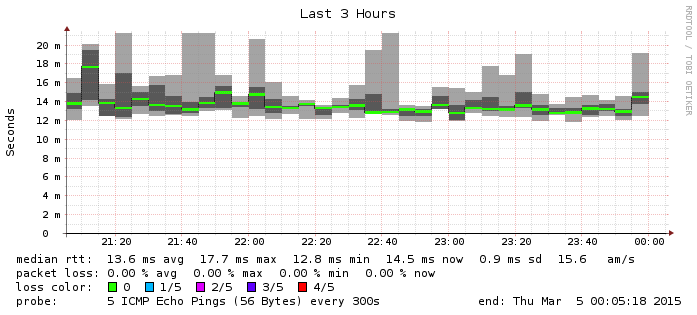 Last 3 Hours
RRDTOOL / TOBI OETIKER
Seconds
20 m
18 m
16 m
14 m
12 m
10 m
8 m
6 m
4 m
2 m
0
21:20 21:40 22:00 22:20 22:40 23:00 23:20 23:40 00:00
median rtt: 13.6 ms avg 17.7 ms max 12.8 ms min 14.5 ms now 0.9 ms sd 15.6 am/s
packet loss: 0.00 % avg 0.00 % max 0.00 % min 0.00 % now
loss color: 0 1/5 2/5 3/5 4/5
probe: 5 ICMP Echo Pings (56 Bytes) every 300s end: Thu Mar 5 00:05:18 2015